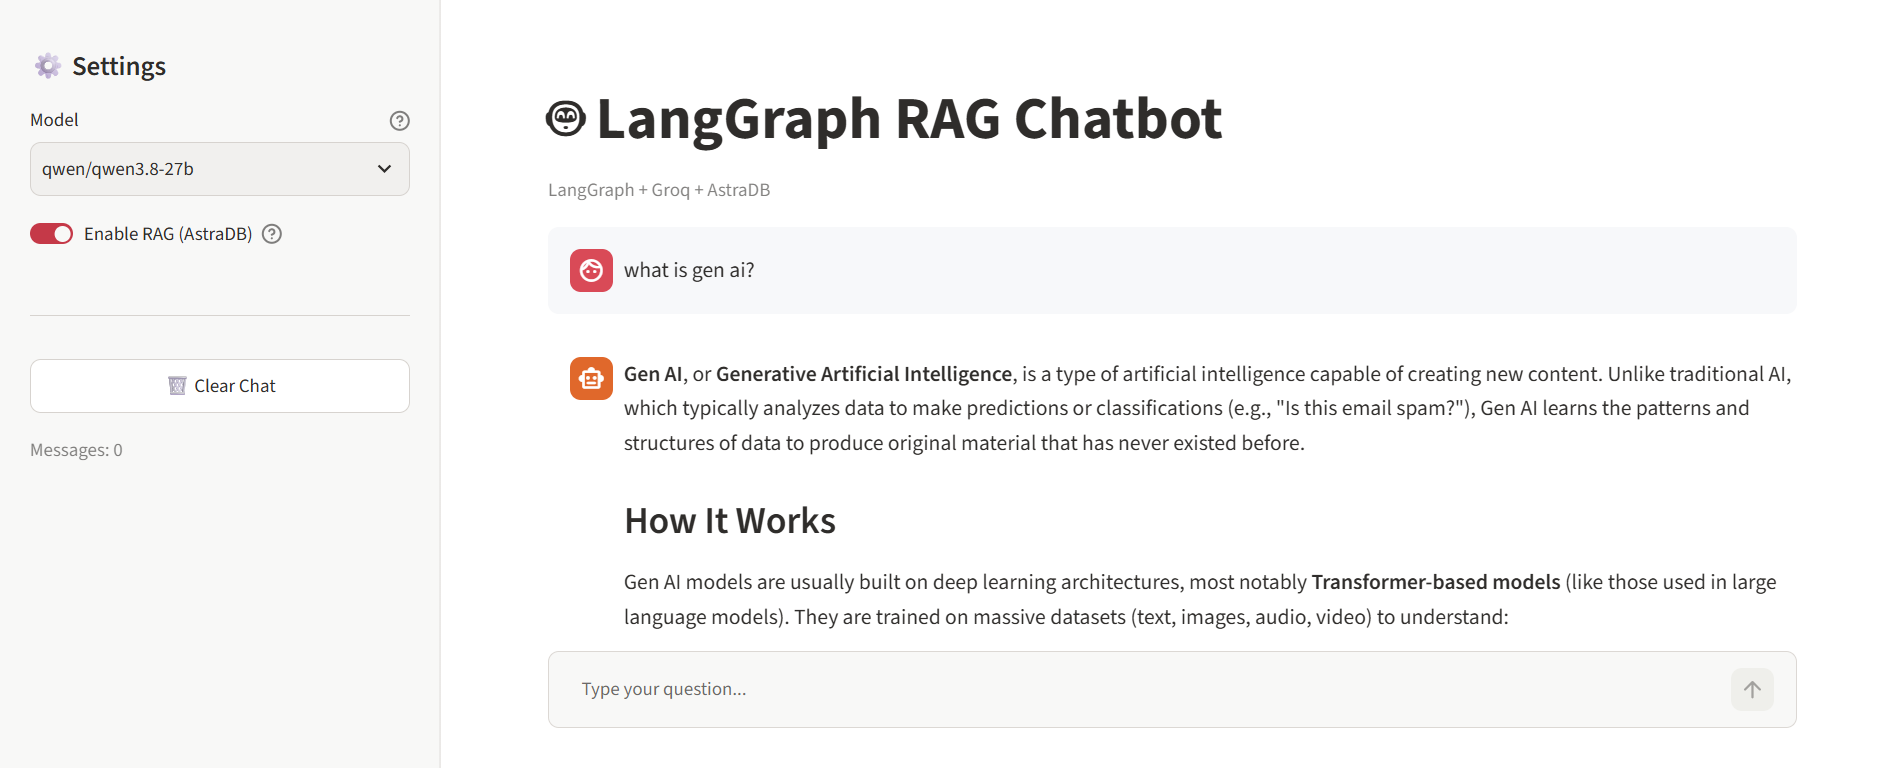 Settings
Model
qwen/qwen3.8-27b
Enable RAG (AstraDB)
Clear Chat
Messages: 0
LangGraph RAG Chatbot
LangGraph + Groq + AstraDB
what is gen ai?
Gen AI, or Generative Artificial Intelligence, is a type of artificial intelligence capable of creating new content. Unlike traditional AI,
which typically analyzes data to make predictions or classifications (e.g., "Is this email spam?"), Gen AI learns the patterns and
structures of data to produce original material that has never existed before.
How It Works
Gen AI models are usually built on deep learning architectures, most notably Transformer-based models (like those used in large
language models). They are trained on massive datasets (text, images, audio, video) to understand:
Type your question...